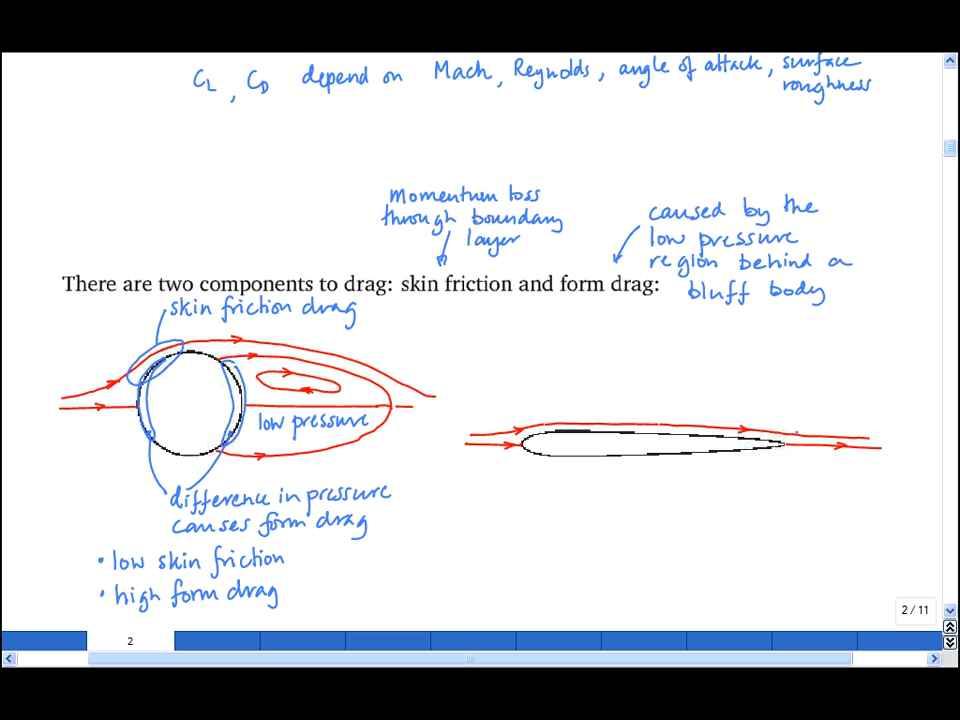 CL, CD depend on Mach, Reynolds, angle of attack, surface
roughness
Momentum loss
through boundary
layer
caused by the
low pressure
region behind a
bluff body
There are two components to drag: skin friction and form drag:
skin friction drag
low pressure
difference in pressure
causes form drag
• low skin friction
• high form drag
2 / 11
2